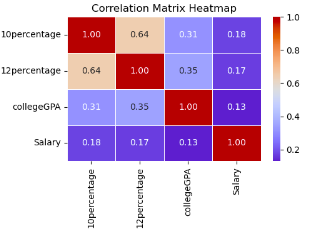 Correlation Matrix Heatmap
10percentage 1.00 0.64 0.31 0.18
12percentage 0.64 1.00 0.35 0.17
collegeGPA 0.31 0.35 1.00 0.13
Salary 0.18 0.17 0.13 1.00
10percentage
12percentage
collegeGPA
Salary
1.0
0.8
0.6
0.4
0.2